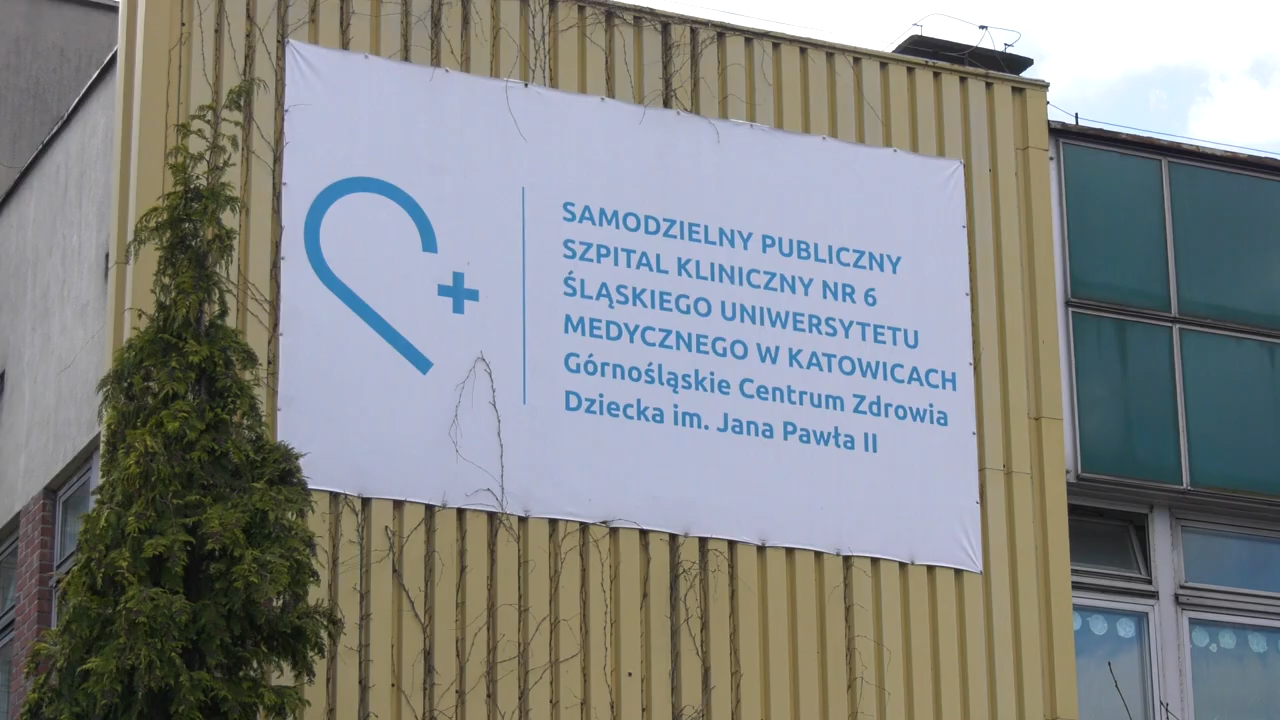 SAMODZIELNY PUBLICZNY
SZPITAL KLINICZNY NR 6
ŚLĄSKIEGO UNIWERSYTETU
MEDYCZNEGO W KATOWICACH
Górnośląskie Centrum Zdrowia
Dziecka im. Jana Pawła II